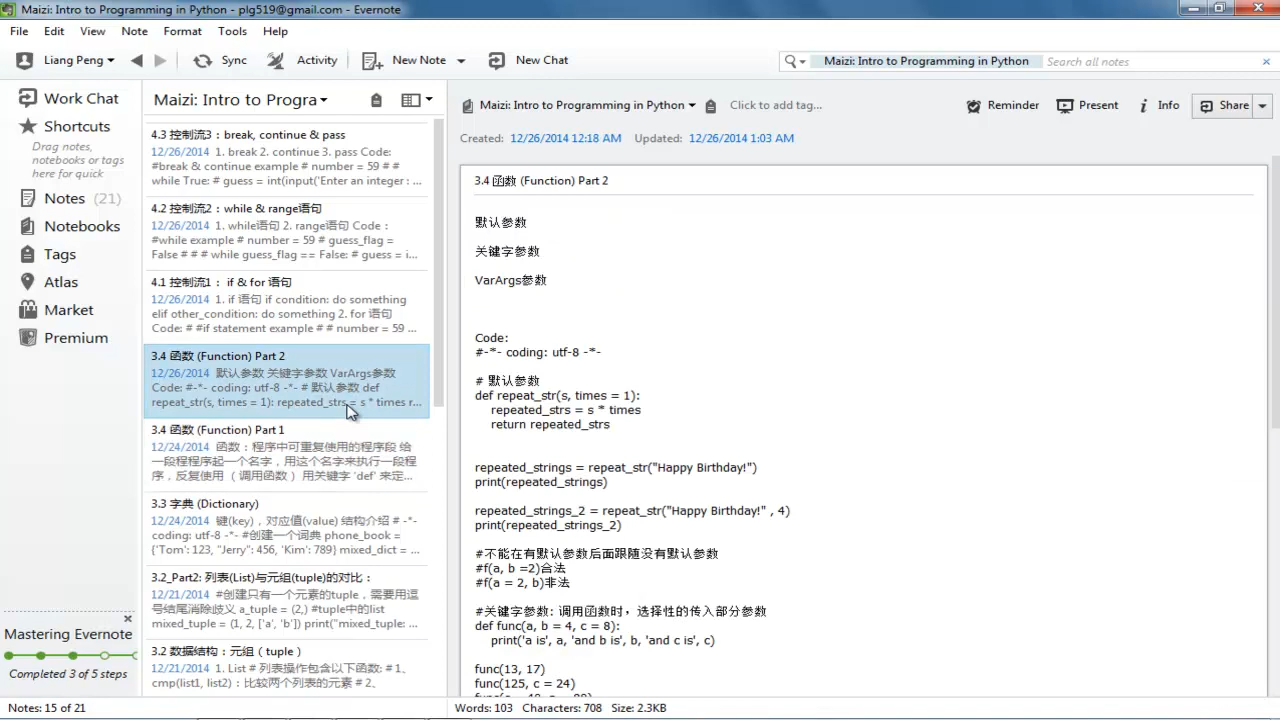 Maizi: Intro to Programming in Python - plg519@gmail.com - Evernote
File Edit View Note Format Tools Help
Liang Peng Sync Activity New Note New Chat
Maizi: Intro to Programming in Python Search all notes
Work Chat
Shortcuts
Drag notes,
notebooks or tags
here for quick
Notes (21)
Notebooks
Tags
Atlas
Market
Premium
Mastering Evernote
Completed 3 of 5 steps
Maizi: Intro to Progra
4.3 控制流3：break, continue & pass
12/26/2014 1. break 2. continue 3. pass Code:
#break & continue example # number = 59 # #
while True: # guess = int(input('Enter an integer : ...
4.2 控制流2：while & range语句
12/26/2014 1. while语句 2. range语句 Code :
#while example # number = 59 # guess_flag =
False # # # while guess_flag == False: # guess = i...
4.1 控制流1： if & for 语句
12/26/2014 1. if 语句 if condition: do something
elif other_condition: do something 2. for 语句
Code: # #if statement example # # number = 59 ...
3.4 函数 (Function) Part 2
12/26/2014 默认参数 关键字参数 VarArgs参数
Code: #-*- coding: utf-8 -*- # 默认参数 def
repeat_str(s, times = 1): repeated_strs = s * times r...
3.4 函数 (Function) Part 1
12/24/2014 函数：程序中可重复使用的程序段 给
一段程程序起一个名字，用这个名字来执行一段程
序，反复使用 （调用函数） 用关键字 'def' 来定...
3.3 字典 (Dictionary)
12/24/2014 键(key)，对应值(value) 结构介绍 # -*-
coding: utf-8 -*- #创建一个词典 phone_book =
{'Tom': 123, "Jerry": 456, 'Kim': 789} mixed_dict = ...
3.2_Part2: 列表(List)与元组(tuple)的对比：
12/21/2014 #创建只有一个元素的tuple，需要用逗
号结尾消除歧义 a_tuple = (2,) #tuple中的list
mixed_tuple = (1, 2, ['a', 'b']) print("mixed_tuple: ...
3.2 数据结构：元组（tuple）
12/21/2014 1. List # 列表操作包含以下函数: # 1、
cmp(list1, list2)：比较两个列表的元素 # 2、
Maizi: Intro to Programming in Python Click to add tag... Reminder Present Info Share
Created: 12/26/2014 12:18 AM Updated: 12/26/2014 1:03 AM
3.4 函数 (Function) Part 2
默认参数
关键字参数
VarArgs参数
Code:
#-*- coding: utf-8 -*-
# 默认参数
def repeat_str(s, times = 1):
repeated_strs = s * times
return repeated_strs
repeated_strings = repeat_str("Happy Birthday!")
print(repeated_strings)
repeated_strings_2 = repeat_str("Happy Birthday!" , 4)
print(repeated_strings_2)
#不能在有默认参数后面跟随没有默认参数
#f(a, b =2)合法
#f(a = 2, b)非法
#关键字参数: 调用函数时，选择性的传入部分参数
def func(a, b = 4, c = 8):
print('a is', a, 'and b is', b, 'and c is', c)
func(13, 17)
func(125, c = 24)
Notes: 15 of 21 Words: 103 Characters: 708 Size: 2.3KB